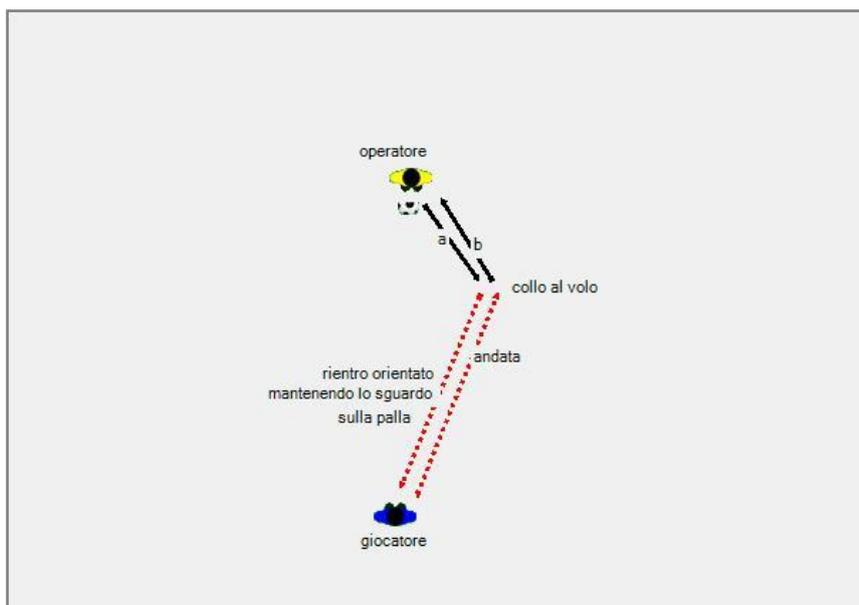 operatore
a
b
collo al volo
andata
rientro orientato
mantenendo lo sguardo
sulla palla
giocatore